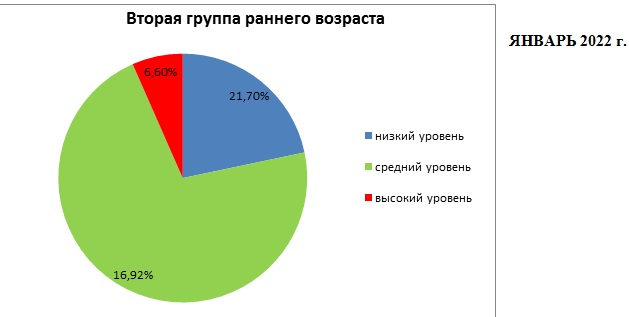 Вторая группа раннего возраста
ЯНВАРЬ 2022 г.
6,60%
21,70%
низкий уровень
средний уровень
высокий уровень
16,92%